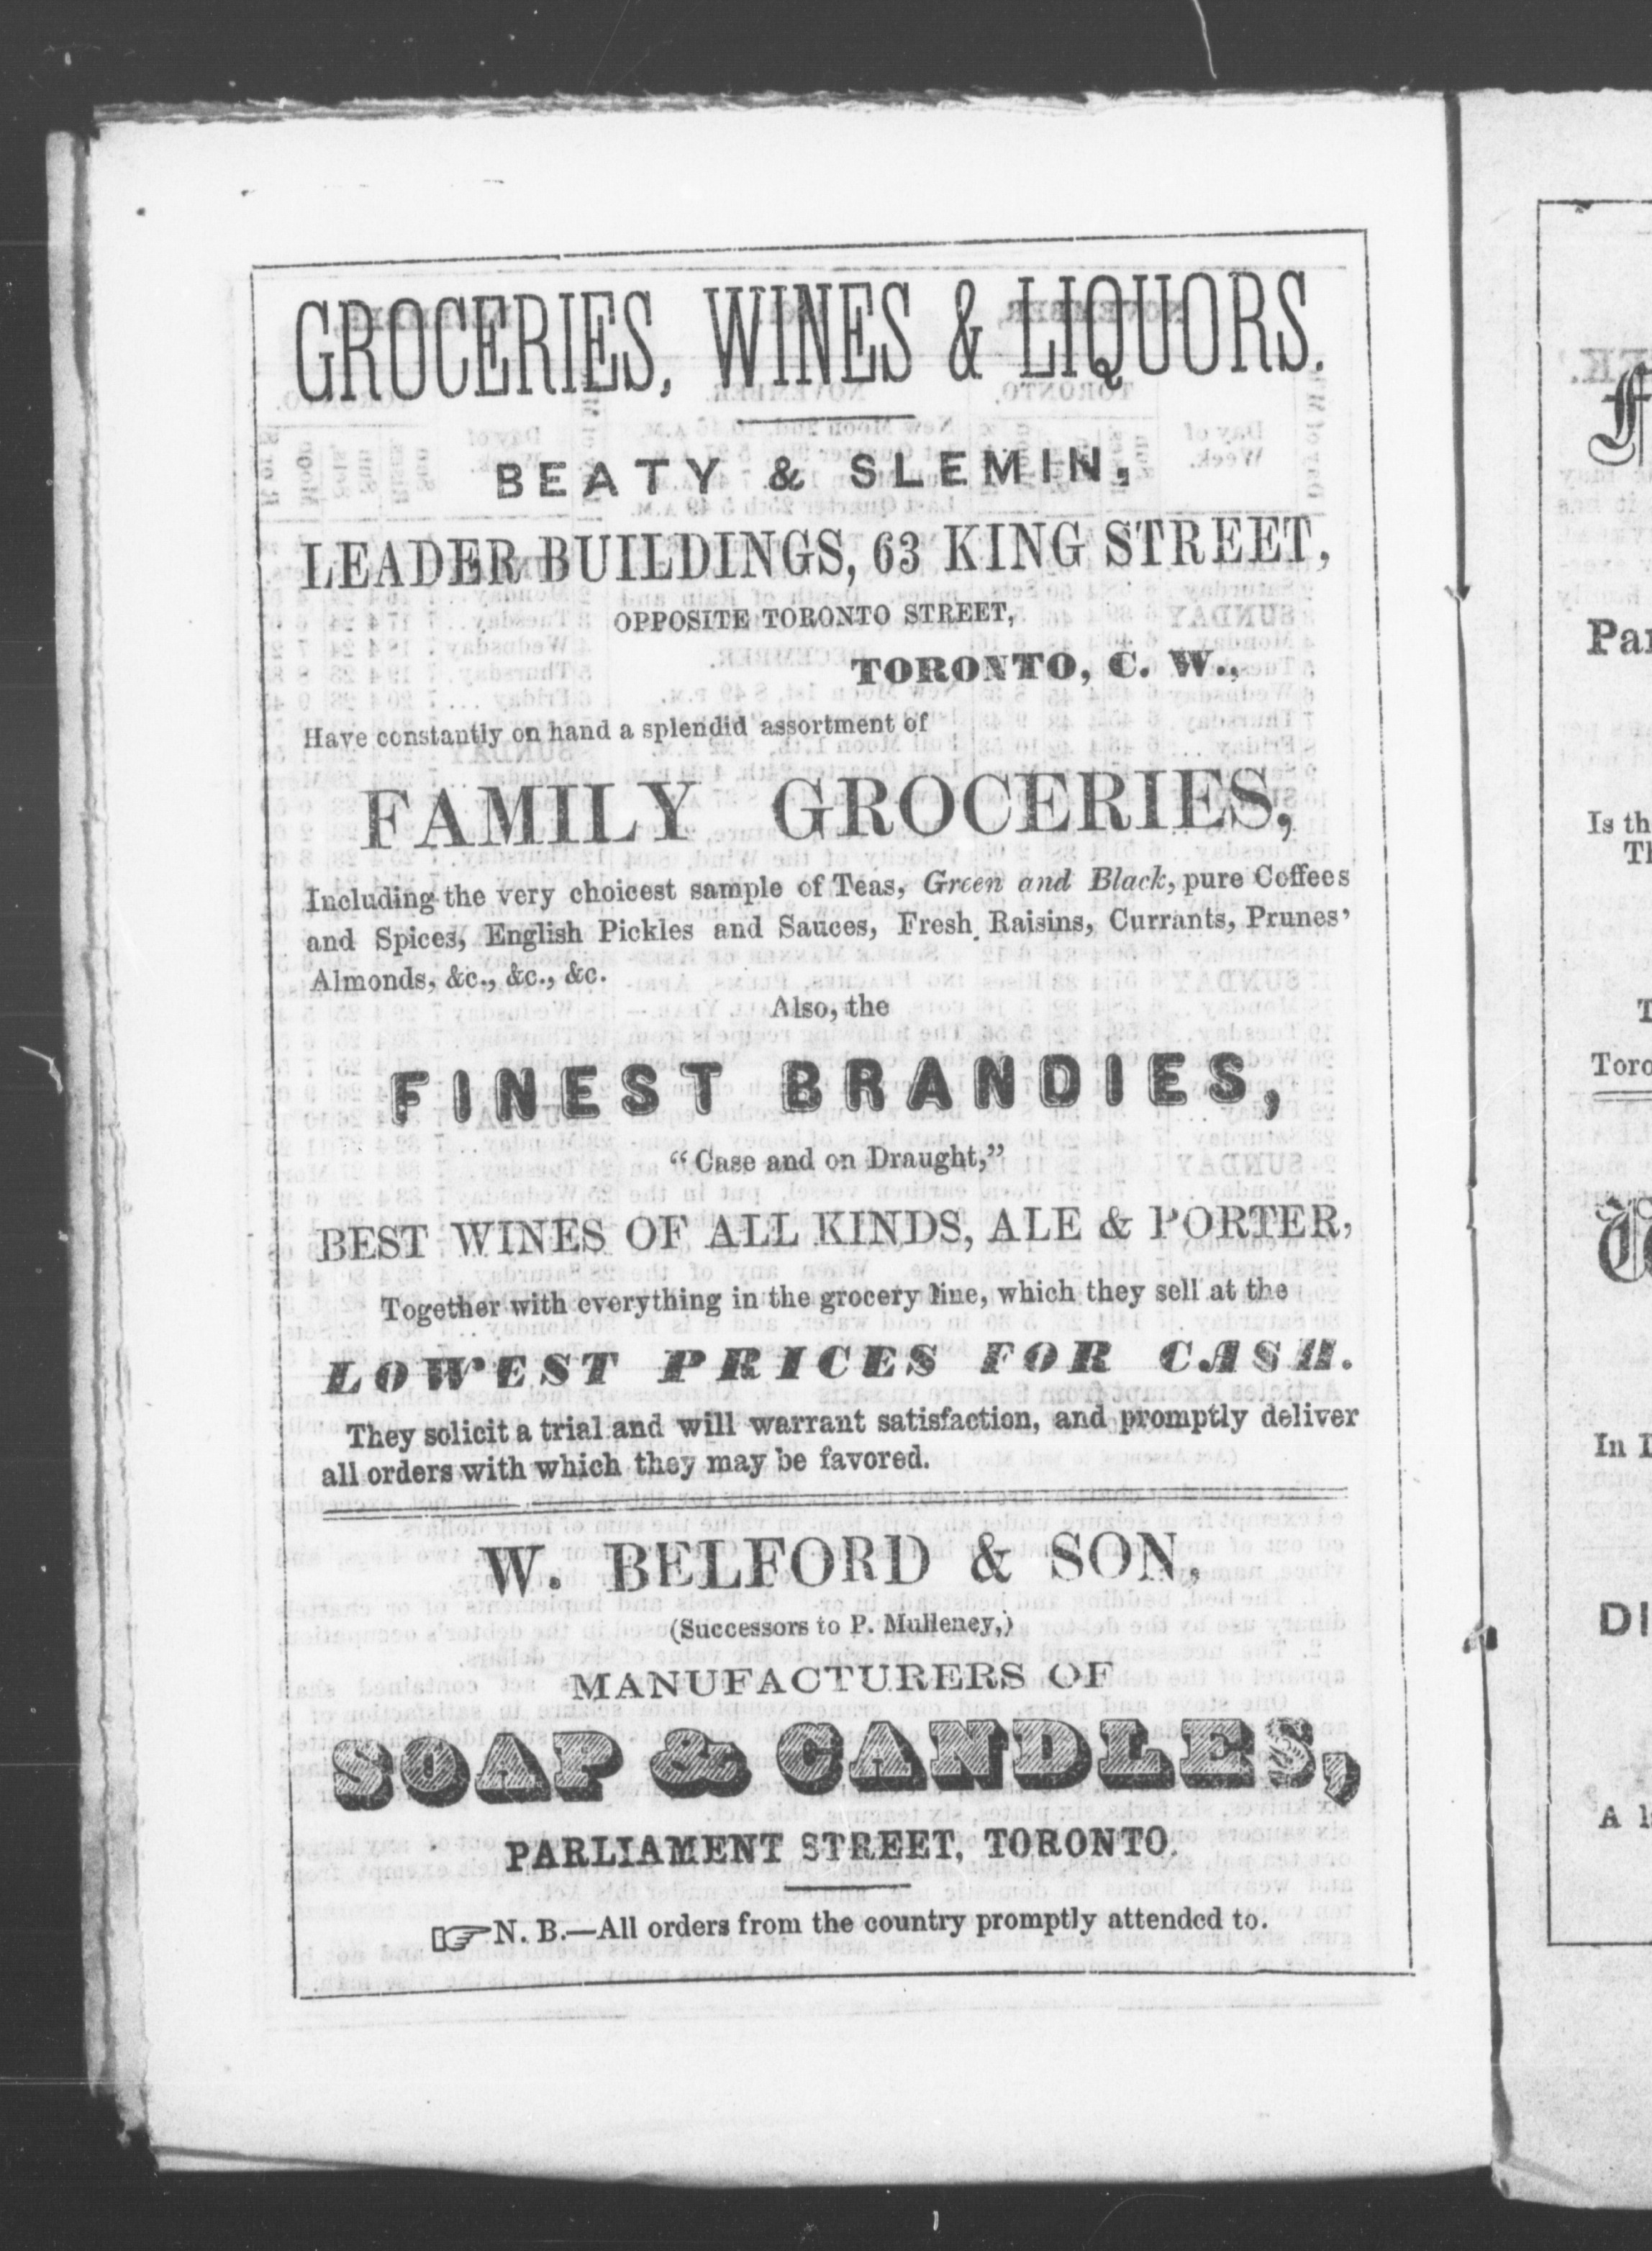 GROCERIES, WINES & LIQUORS.
BEATY & SLEMIN,
LEADER BUILDINGS, 63 KING STREET,
OPPOSITE TORONTO STREET,
TORONTO, C. W.,
Have constantly on hand a splendid assortment of
FAMILY GROCERIES,
Including the very choicest sample of Teas, Green and Black, pure Coffees
and Spices, English Pickles and Sauces, Fresh Raisins, Currants, Prunes'
Almonds, &c., &c., &c.
Also, the
FINEST BRANDIES,
"Case and on Draught,"
BEST WINES OF ALL KINDS, ALE & PORTER,
Together with everything in the grocery line, which they sell at the
LOWEST PRICES FOR CASH.
They solicit a trial and will warrant satisfaction, and promptly deliver
all orders with which they may be favored.
W. BELFORD & SON,
(Successors to P. Mulleney,)
MANUFACTURERS OF
SOAP & CANDLES,
PARLIAMENT STREET, TORONTO.
☞N. B.—All orders from the country promptly attended to.
Is th
In
DI
A